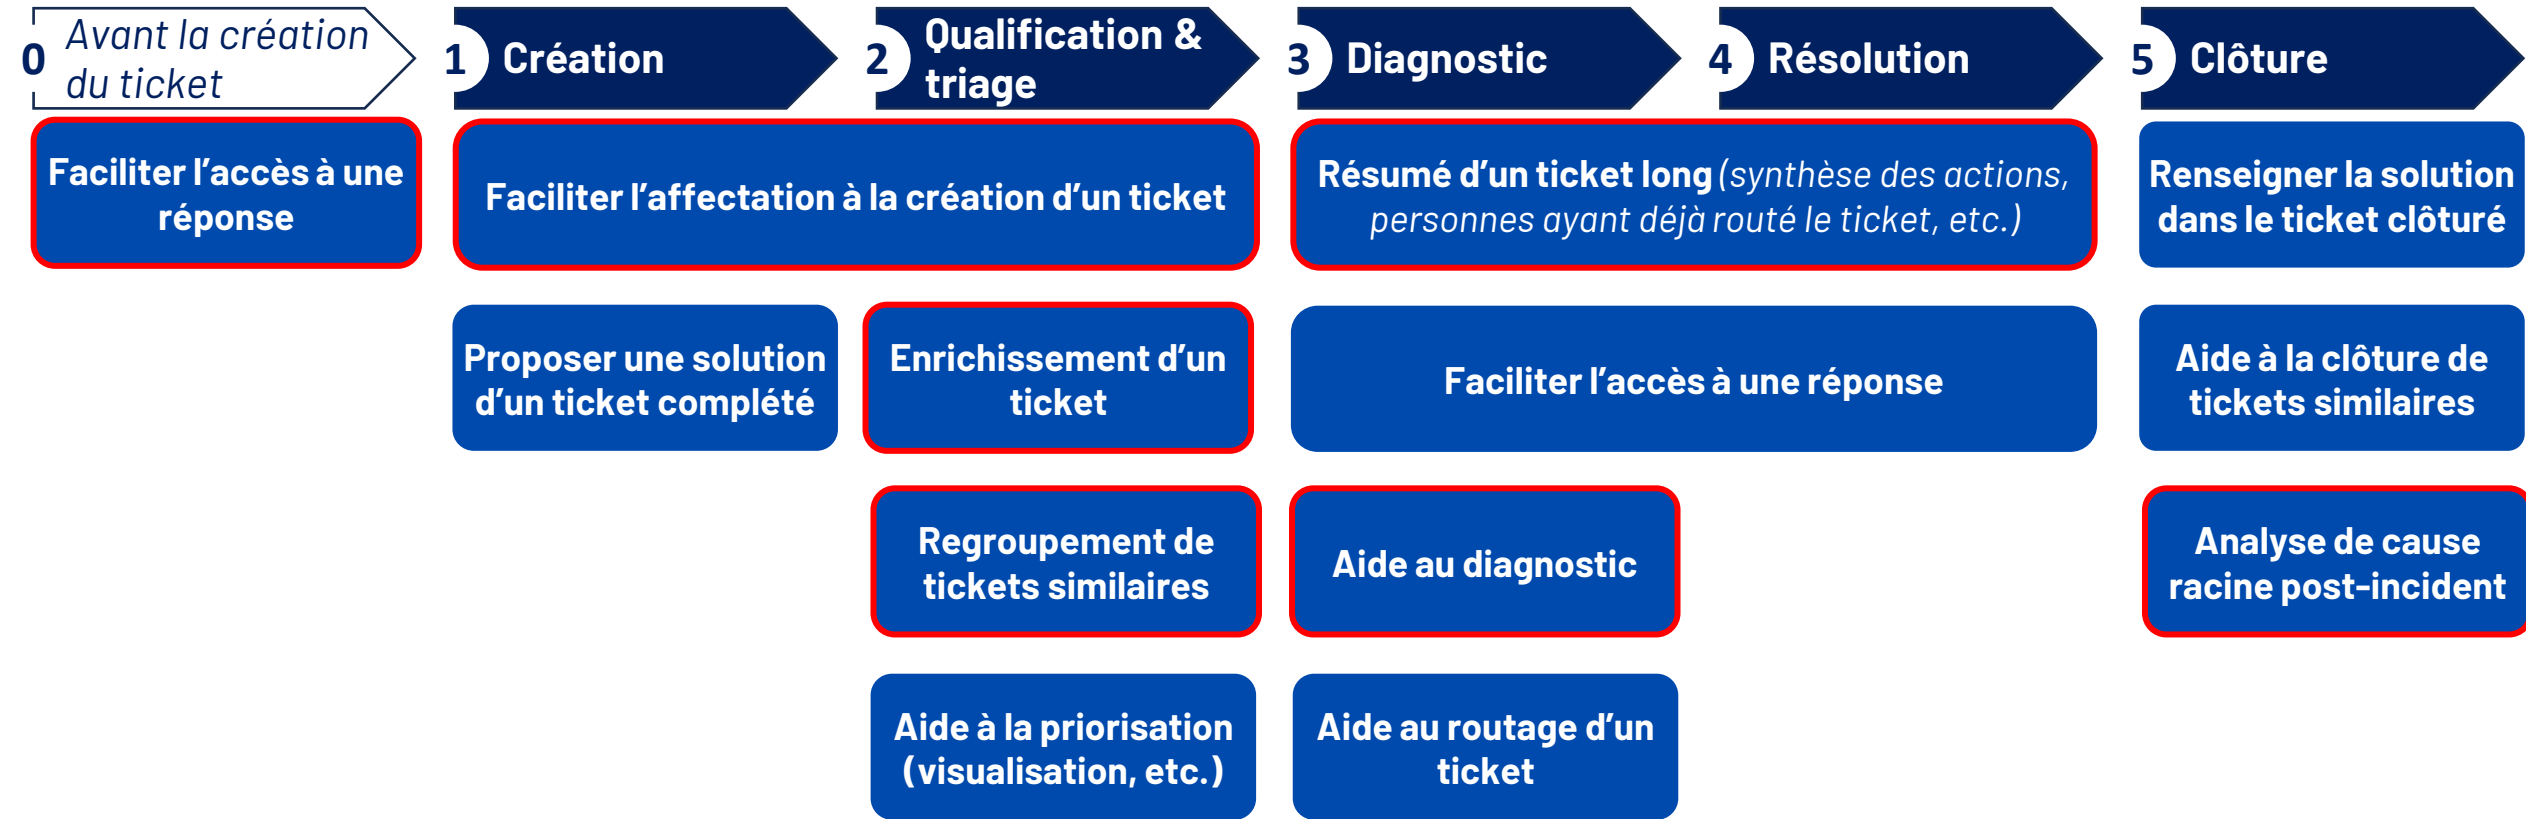 0
Avant la création
du ticket
1
Création
2
Qualification &
triage
3
Diagnostic
4
Résolution
5
Clôture
Faciliter l’accès à une
réponse
Faciliter l’affectation à la création d’un ticket
Résumé d’un ticket long (synthèse des actions,
personnes ayant déjà routé le ticket, etc.)
Renseigner la solution
dans le ticket clôturé
Proposer une solution
d’un ticket complété
Enrichissement d’un
ticket
Faciliter l’accès à une réponse
Aide à la clôture de
tickets similaires
Regroupement de
tickets similaires
Aide au diagnostic
Analyse de cause
racine post-incident
Aide à la priorisation
(visualisation, etc.)
Aide au routage d’un
ticket